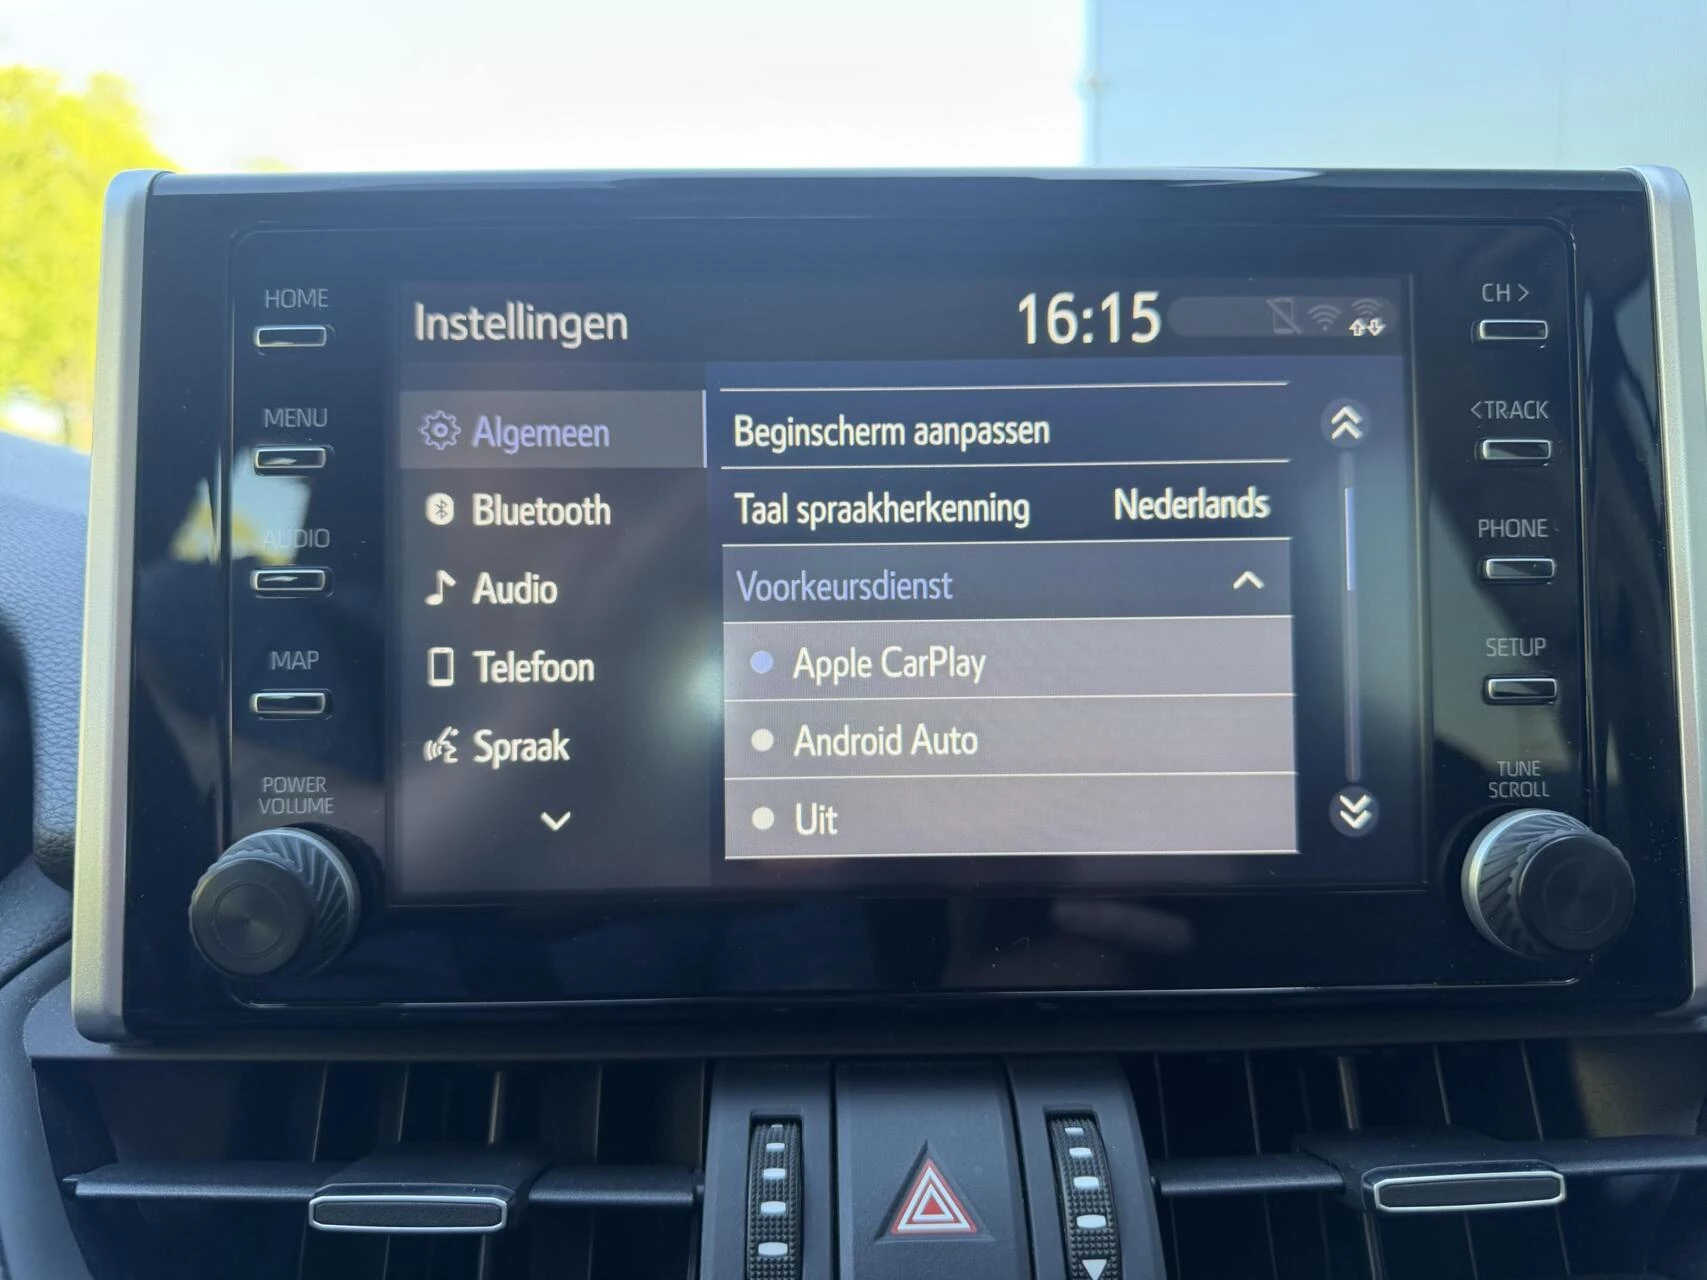 HOME
MENU
AUDIO
MAP
POWER
VOLUME
Instellingen
16:15
Algemeen
Bluetooth
Audio
Telefoon
Spraak
Beginscherm aanpassen
Taal spraakherkenning Nederlands
Voorkeursdienst
Apple CarPlay
Android Auto
Uit
CH >
<TRACK
PHONE
SETUP
TUNE
SCROLL